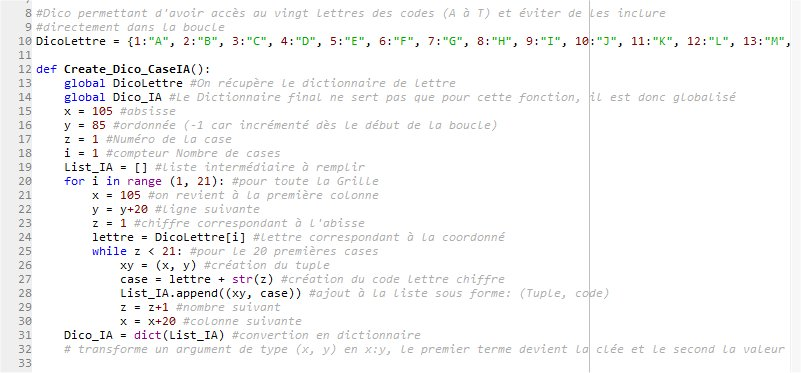 8 #Dico permettant d'avoir accès au vingt lettres des codes (A à T) et éviter de les inclure
9 #directement dans la boucle
10 DicoLettre = {1:"A", 2:"B", 3:"C", 4:"D", 5:"E", 6:"F", 7:"G", 8:"H", 9:"I", 10:"J", 11:"K", 12:"L", 13:"M",
11
12 def Create_Dico_CaseIA():
13     global DicoLettre #On récupère le dictionnaire de lettre
14     global Dico_IA #Le Dictionnaire final ne sert pas que pour cette fonction, il est donc globalisé
15     x = 105 #absisse
16     y = 85 #ordonnée (-1 car incrémenté dès le début de la boucle)
17     z = 1 #Numéro de la case
18     i = 1 #compteur Nombre de cases
19     List_IA = [] #liste intermédiaire à remplir
20     for i in range (1, 21): #pour toute la Grille
21         x = 105 #on revient à la première colonne
22         y = y+20 #ligne suivante
23         z = 1 #chiffre correspondant à l'abisse
24         lettre = DicoLettre[i] #lettre correspondant à la coordonné
25         while z < 21: #pour le 20 premières cases
26             xy = (x, y) #création du tuple
27             case = lettre + str(z) #création du code lettre chiffre
28             List_IA.append((xy, case)) #ajout à la liste sous forme: (Tuple, code)
29             z = z+1 #nombre suivant
30             x = x+20 #colonne suivante
31     Dico_IA = dict(List_IA) #convertion en dictionnaire
32     # transforme un argument de type (x, y) en x:y, le premier terme devient la clée et le second la valeur
33